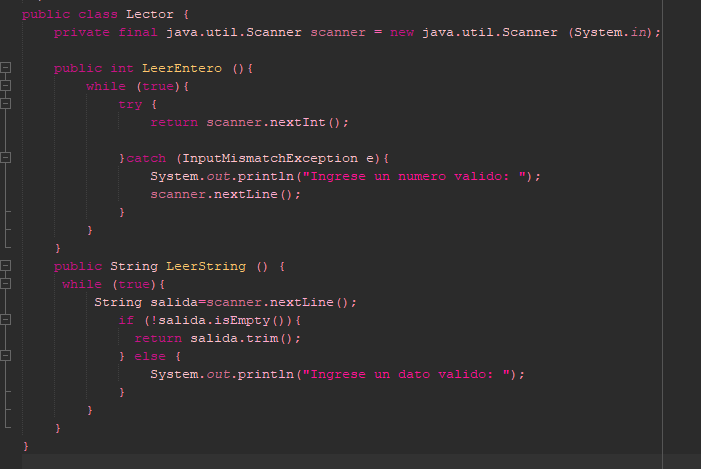 public class Lector {
private final java.util.Scanner scanner = new java.util.Scanner (System.in);
public int LeerEntero (){
while (true){
try {
return scanner.nextInt();
}catch (InputMismatchException e){
System.out.println("Ingrese un numero valido: ");
scanner.nextLine();
}
}
}
public String LeerString () {
while (true){
String salida=scanner.nextLine();
if (!salida.isEmpty()){
return salida.trim();
} else {
System.out.println("Ingrese un dato valido: ");
}
}
}
}